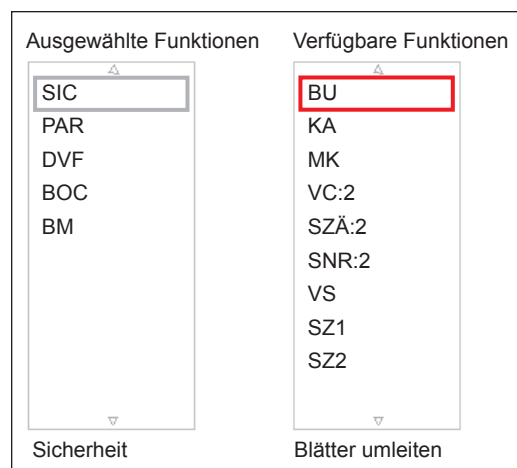 Ausgewählte Funktionen
SIC
PAR
DVF
BOC
BM
Sicherheit
Verfügbare Funktionen
BU
KA
MK
VC:2
SZÄ:2
SNR:2
VS
SZ1
SZ2
Blätter umleiten